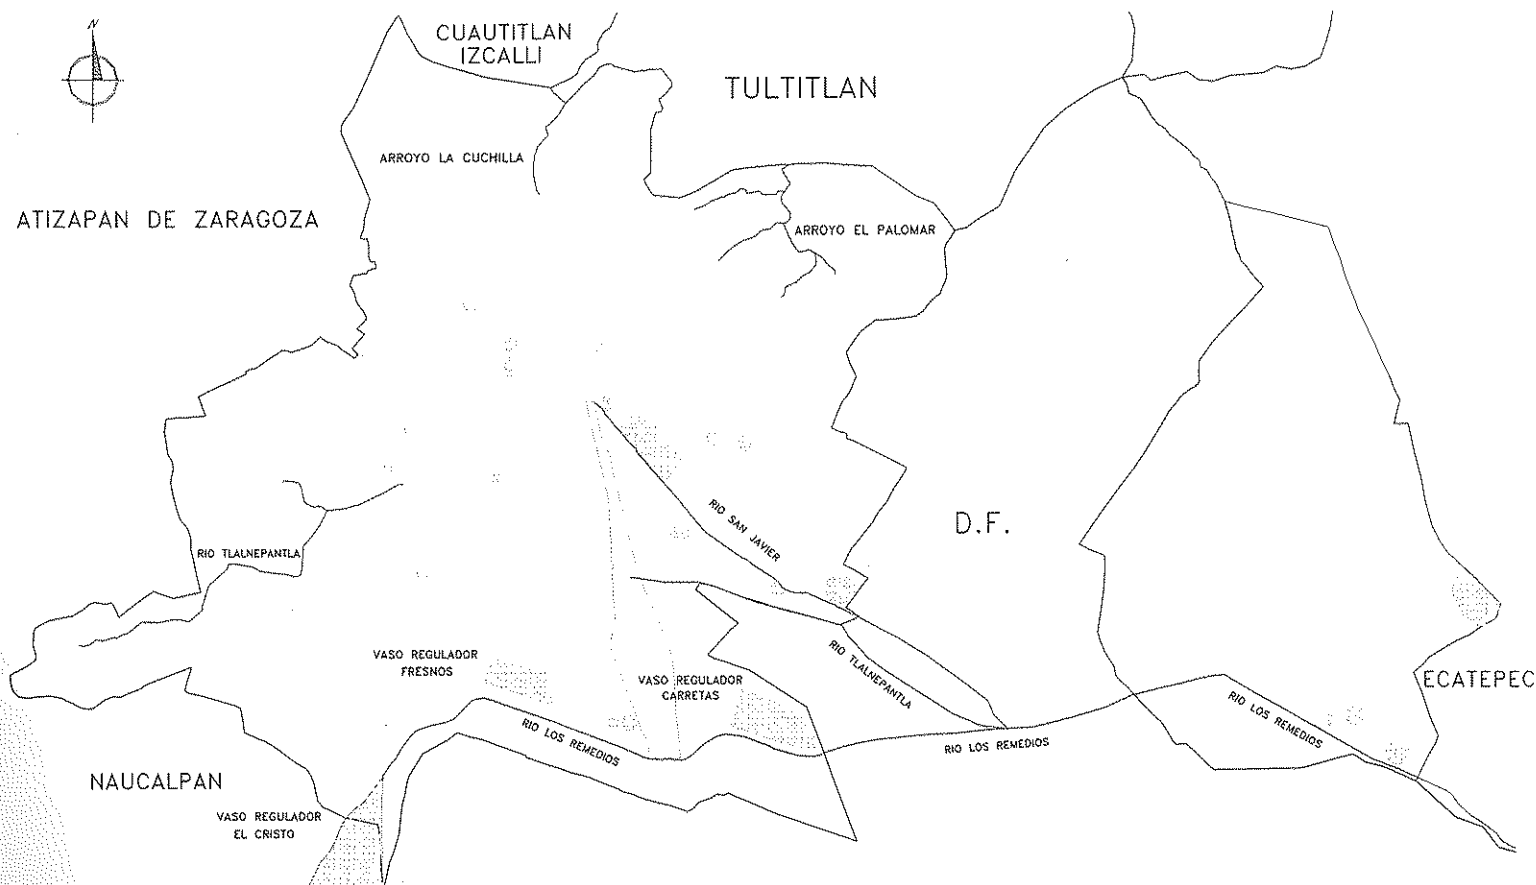 N
CUAUTITLAN
IZCALLI
TULTITLAN
ARROYO LA CUCHILLA
ATIZAPAN DE ZARAGOZA
ARROYO EL PALOMAR
RIO SAN JAVIER
D.F.
RIO TLALNEPANTLA
VASO REGULADOR
FRESNOS
VASO REGULADOR
CARRETAS
RIO TLALNEPANTLA
ECATEPEC
RIO LOS REMEDIOS
RIO LOS REMEDIOS
RIO LOS REMEDIOS
NAUCALPAN
VASO REGULADOR
EL CRISTO